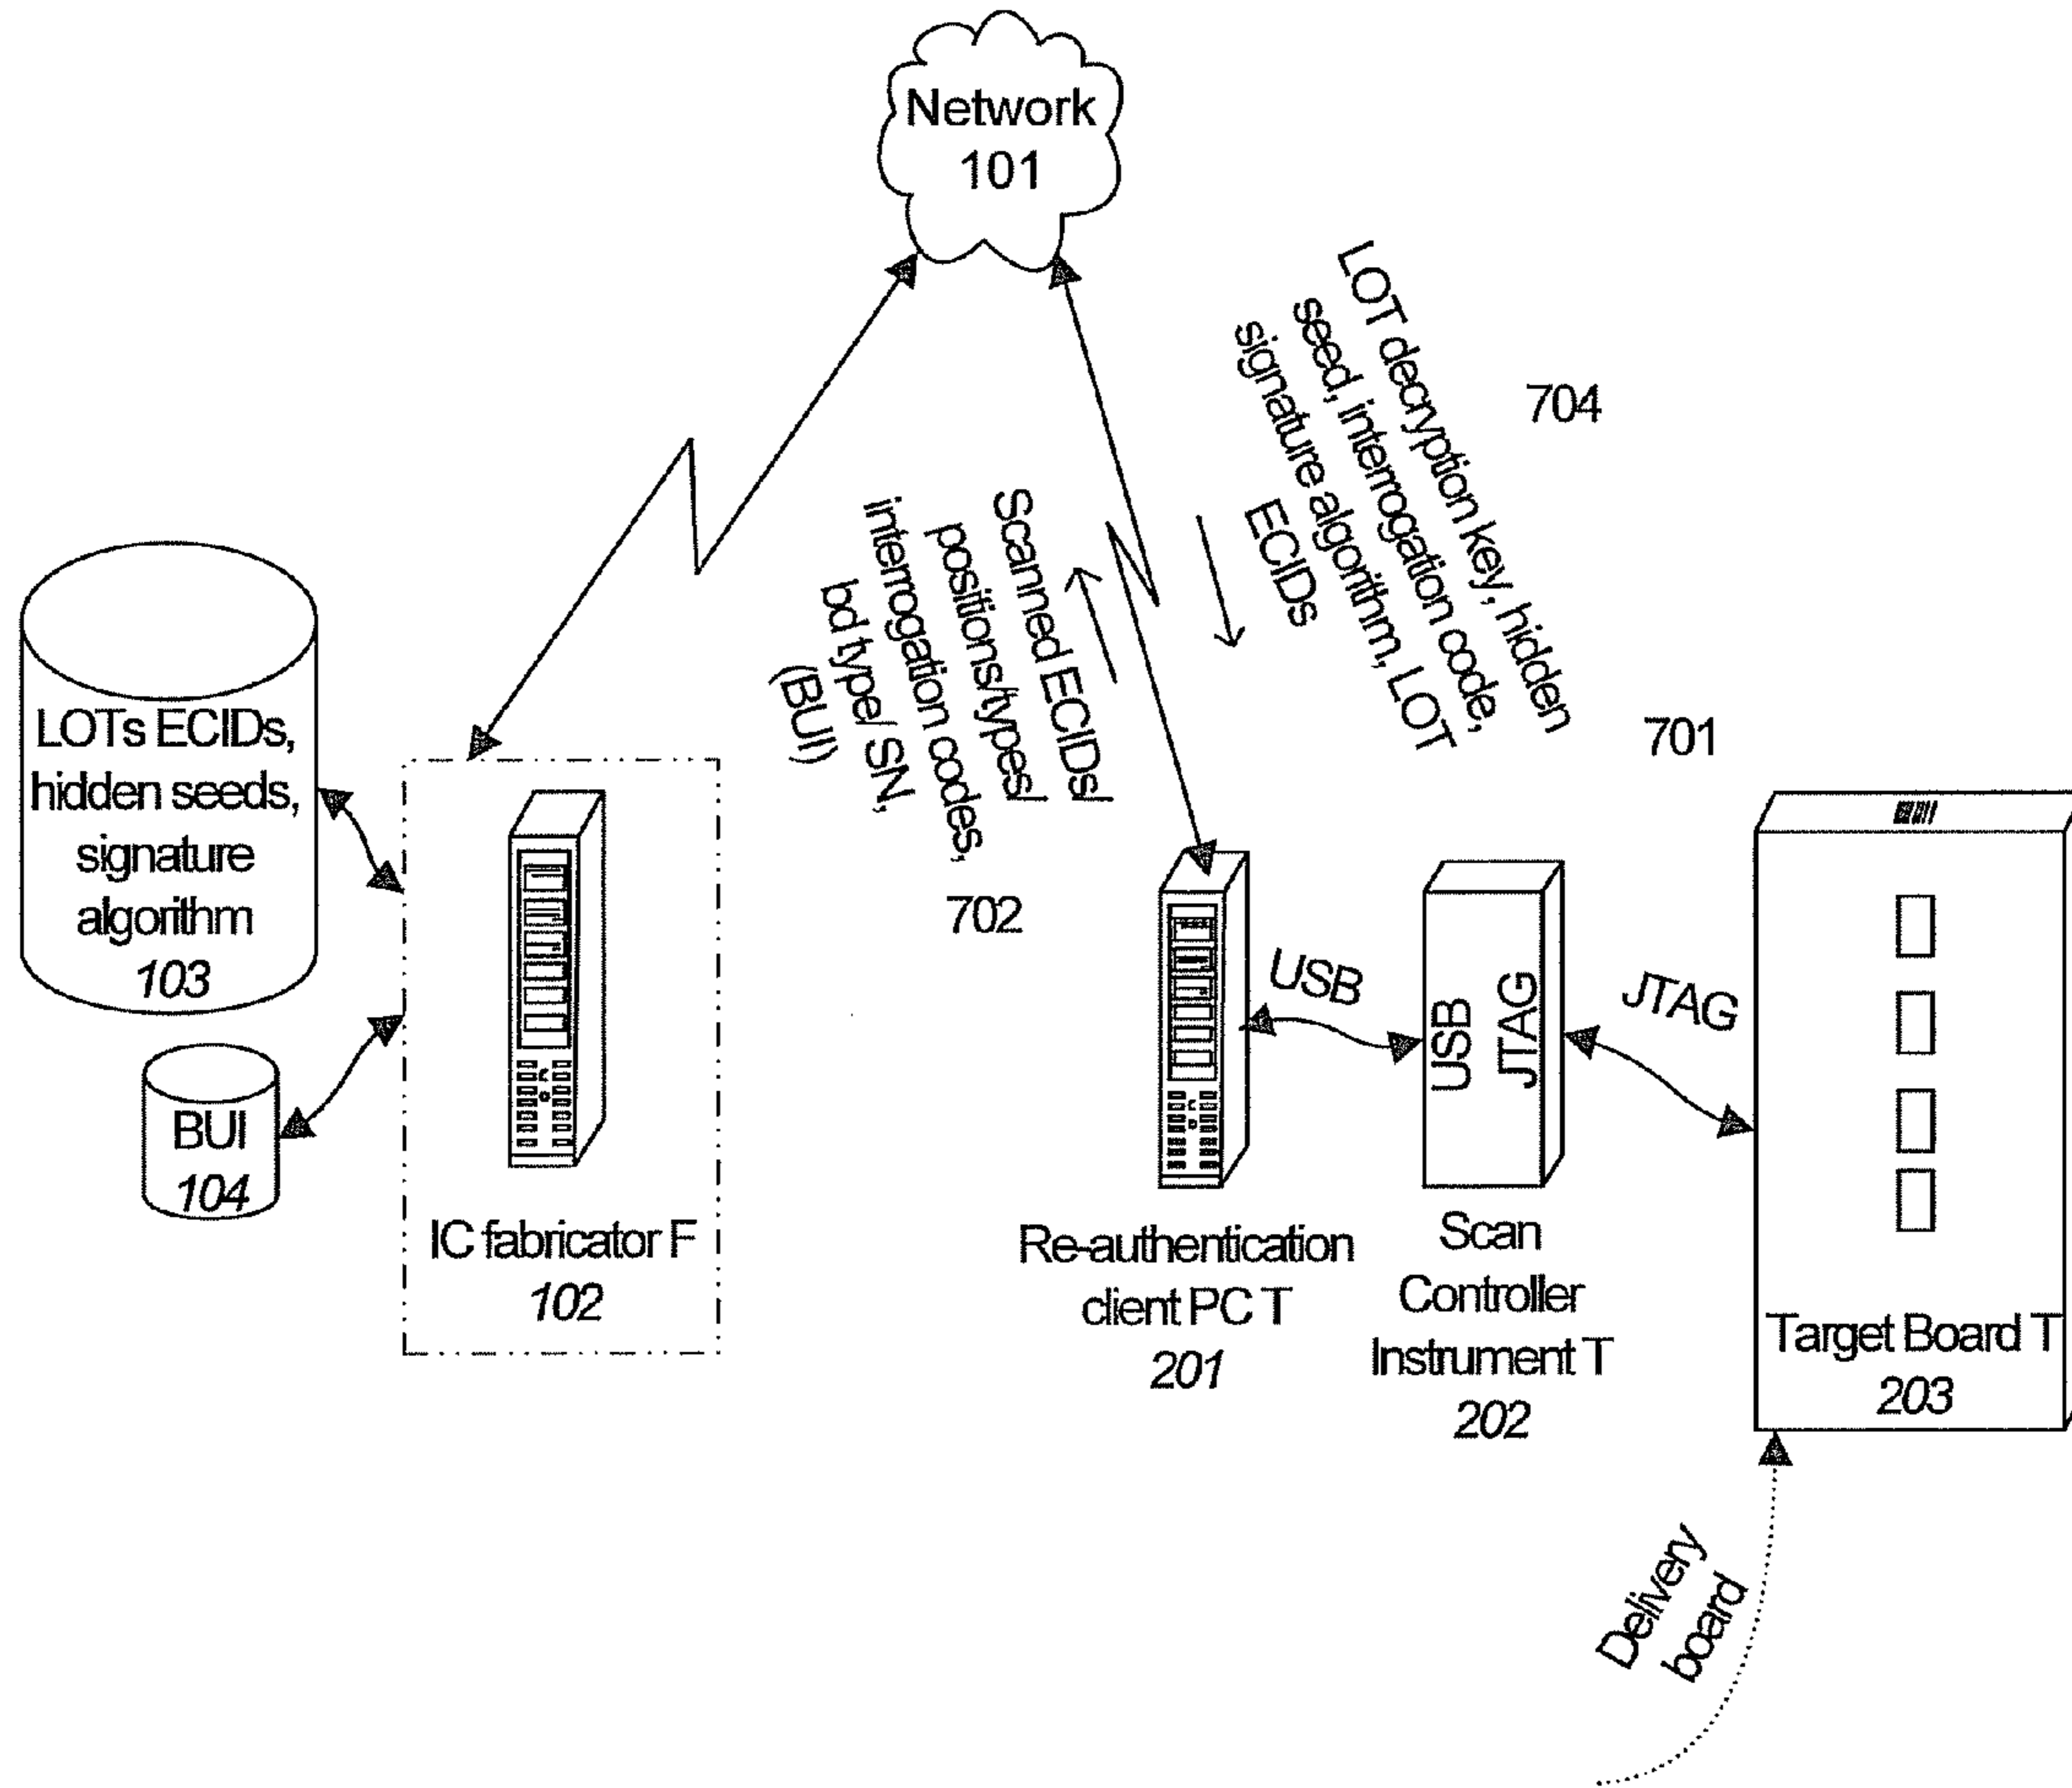 Network
101
LOT decryption key, hidden
seed, interrogation code,
signature algorithm, LOT
ECIDs
704
Scanned ECIDs/
positions/types/
interrogation codes,
bd type/ SN,
(BUI)
702
701
LOTs ECIDs,
hidden seeds,
signature
algorithm
103
BUI
104
IC fabricator F
102
USB
USB
JTAG
JTAG
Re-authentication
client PC T
201
Scan
Controller
Instrument T
202
Target Board T
203
Delivery
board